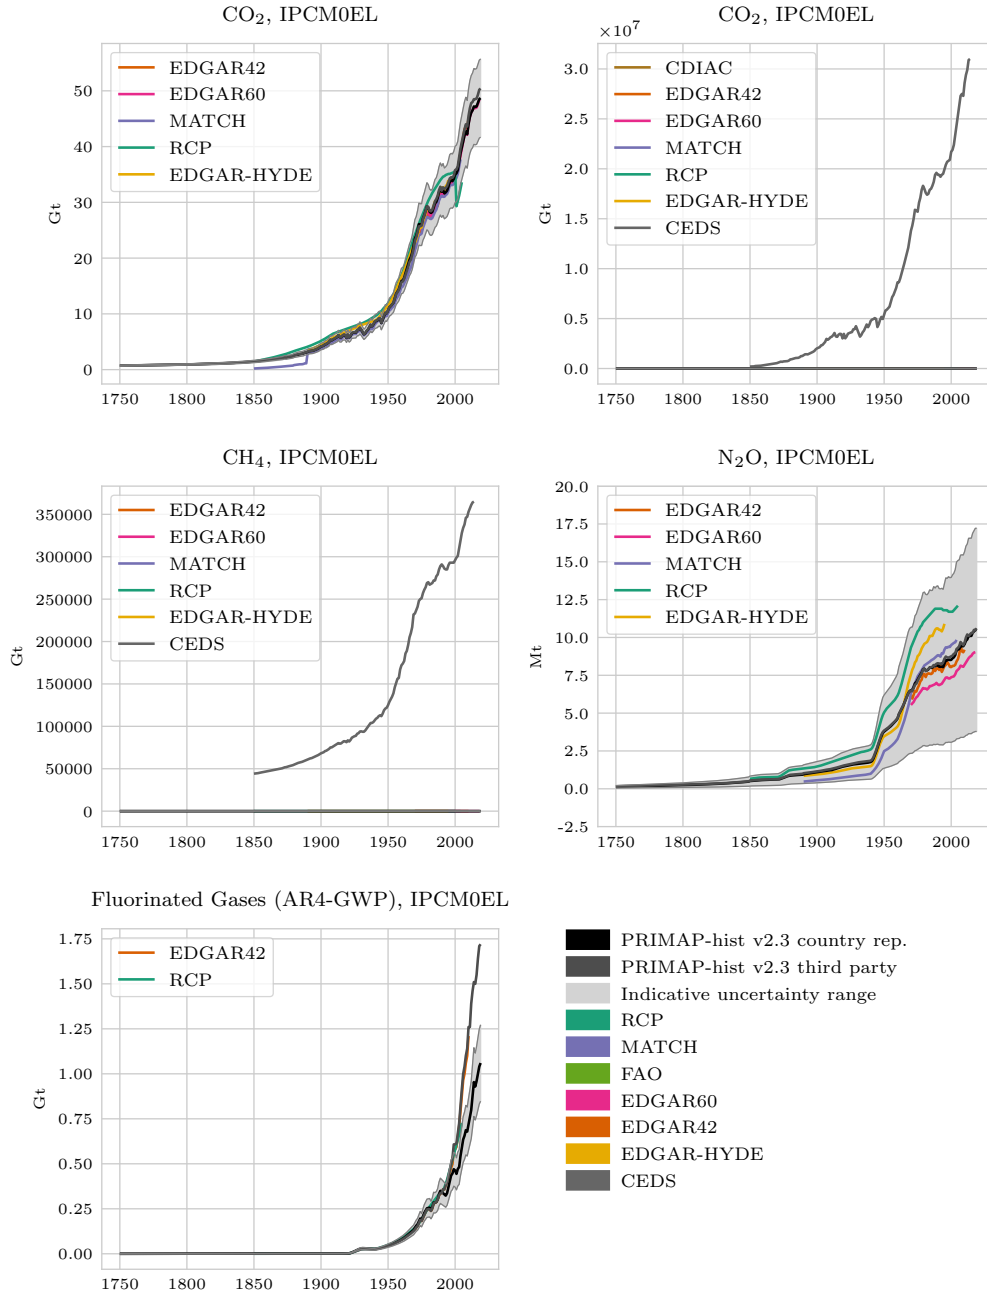 CO₂, IPCM0EL
Gt
50
40
30
20
10
0
1750 1800 1850 1900 1950 2000
EDGAR42
EDGAR60
MATCH
RCP
EDGAR-HYDE
CO₂, IPCM0EL
×10⁷
Gt
3.0
2.5
2.0
1.5
1.0
0.5
0.0
1750 1800 1850 1900 1950 2000
CDIAC
EDGAR42
EDGAR60
MATCH
RCP
EDGAR-HYDE
CEDS
CH₄, IPCM0EL
Gt
350000
300000
250000
200000
150000
100000
50000
0
1750 1800 1850 1900 1950 2000
EDGAR42
EDGAR60
MATCH
RCP
EDGAR-HYDE
CEDS
N₂O, IPCM0EL
Mt
20.0
17.5
15.0
12.5
10.0
7.5
5.0
2.5
0.0
-2.5
1750 1800 1850 1900 1950 2000
EDGAR42
EDGAR60
MATCH
RCP
EDGAR-HYDE
Fluorinated Gases (AR4-GWP), IPCM0EL
Gt
1.75
1.50
1.25
1.00
0.75
0.50
0.25
0.00
1750 1800 1850 1900 1950 2000
EDGAR42
RCP
PRIMAP-hist v2.3 country rep.
PRIMAP-hist v2.3 third party
Indicative uncertainty range
RCP
MATCH
FAO
EDGAR60
EDGAR42
EDGAR-HYDE
CEDS